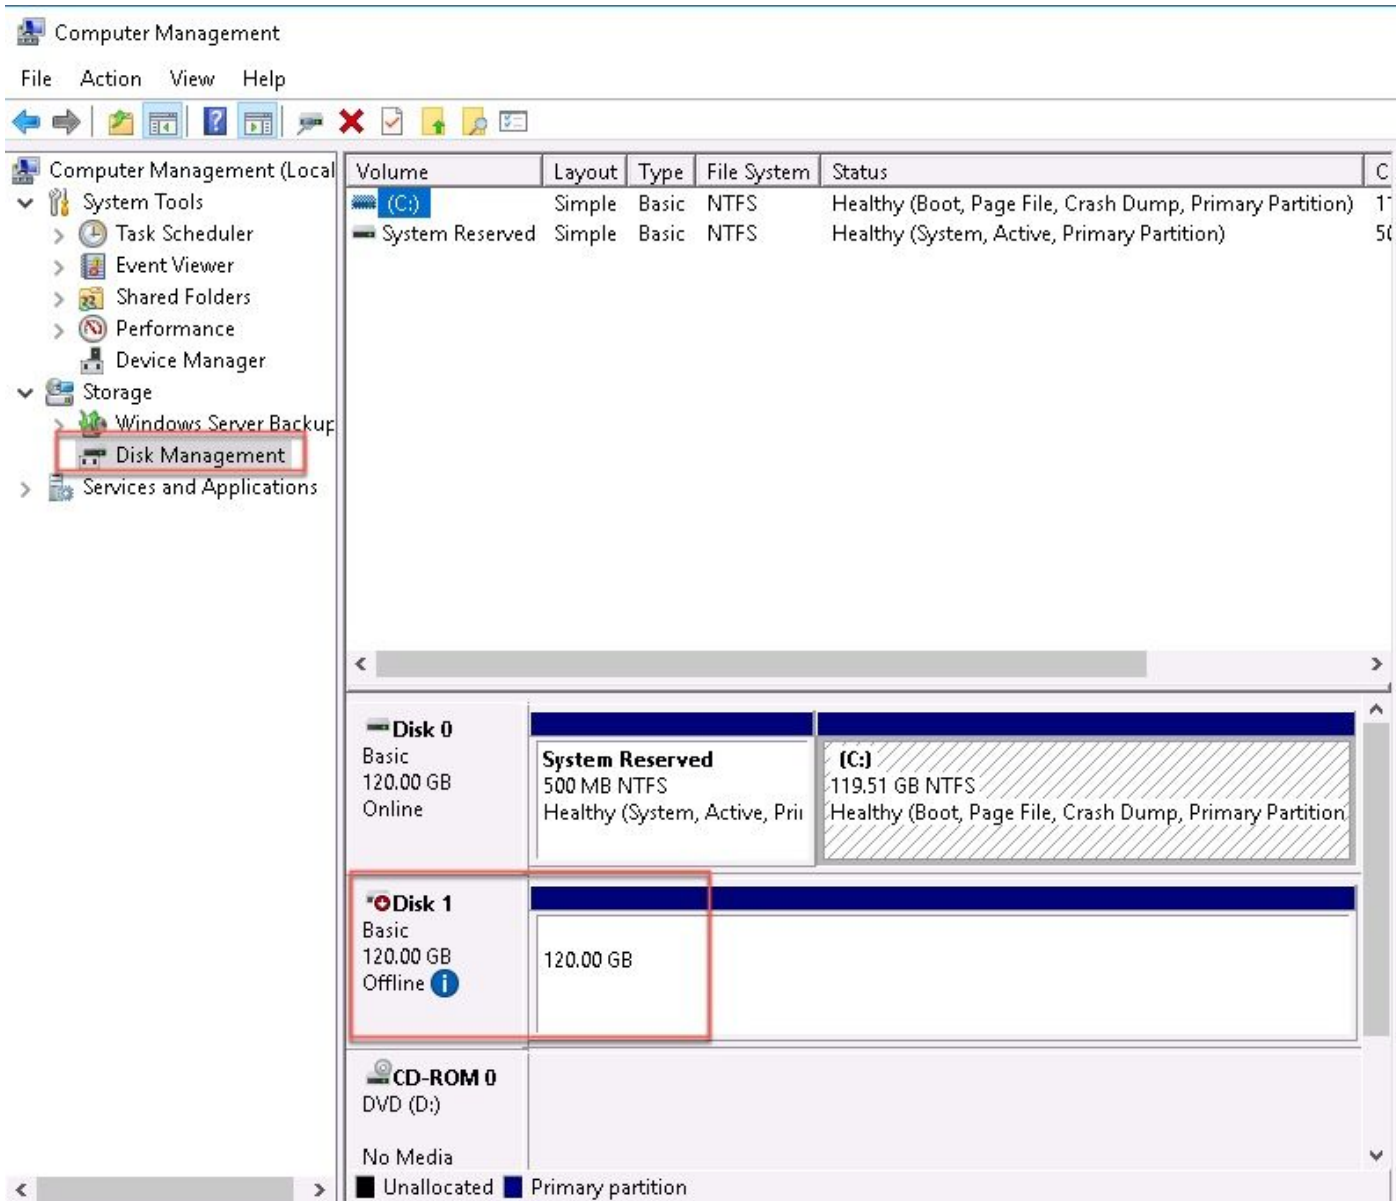 Computer Management
File Action View Help
Computer Management (Local
System Tools
Task Scheduler
Event Viewer
Shared Folders
Performance
Device Manager
Storage
Windows Server Backup
Disk Management
Services and Applications
Volume Layout Type File System Status C
(C:) Simple Basic NTFS Healthy (Boot, Page File, Crash Dump, Primary Partition) 11
System Reserved Simple Basic NTFS Healthy (System, Active, Primary Partition) 50
Disk 0
Basic
120.00 GB
Online
System Reserved
500 MB NTFS
Healthy (System, Active, Pri
(C:)
119.51 GB NTFS
Healthy (Boot, Page File, Crash Dump, Primary Partition
Disk 1
Basic
120.00 GB
Offline
120.00 GB
CD-ROM 0
DVD (D:)
No Media
Unallocated Primary partition